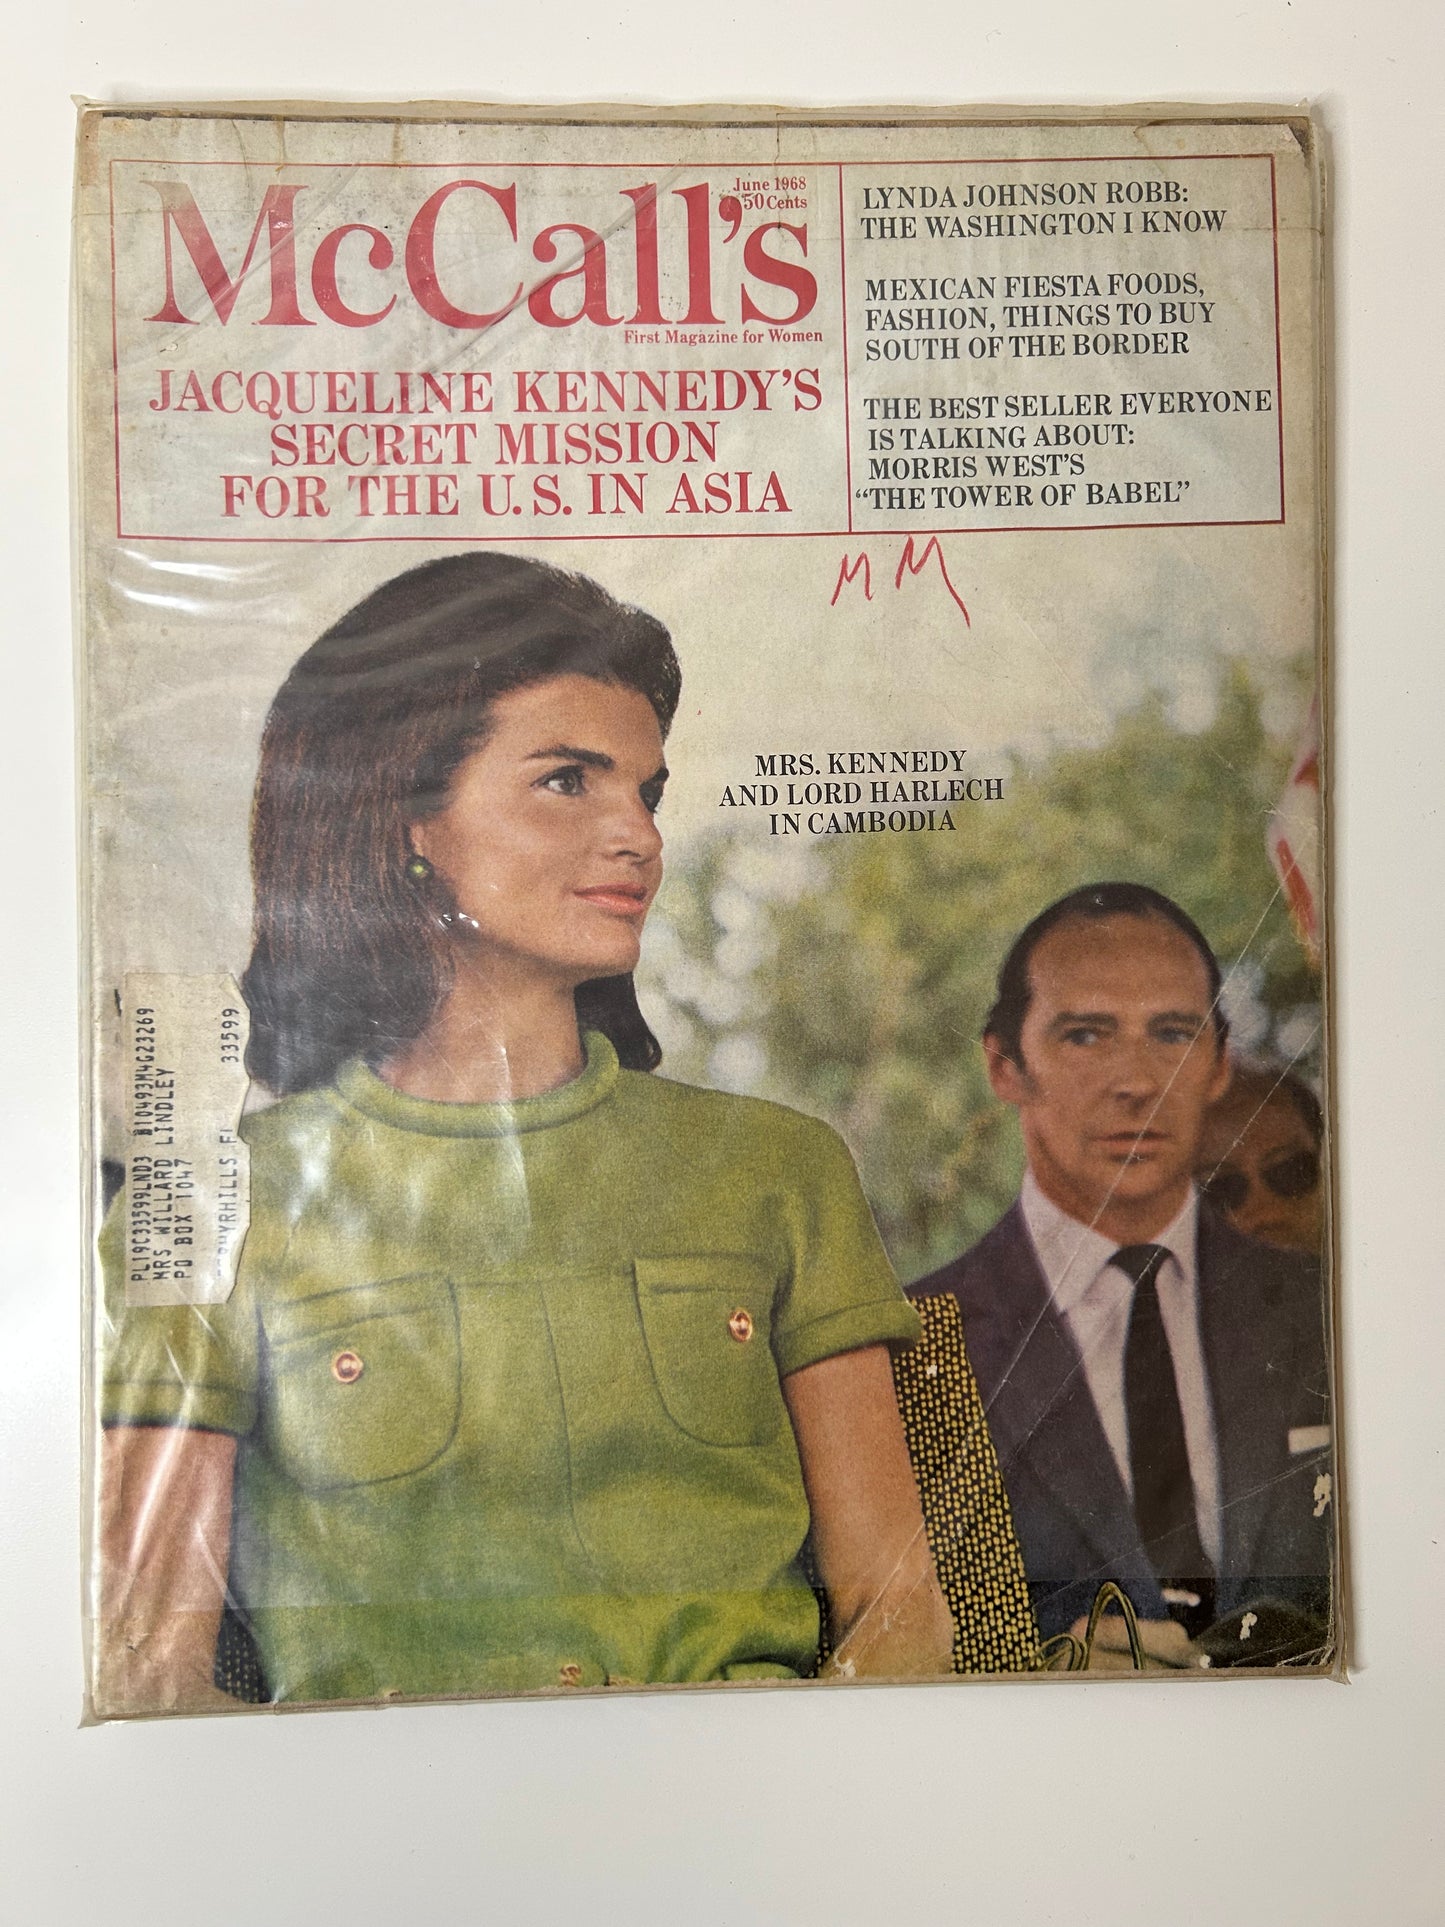 McCall's
June 1968
50 Cents
First Magazine for Women
JACQUELINE KENNEDY'S
SECRET MISSION
FOR THE U.S. IN ASIA
LYNDA JOHNSON ROBB:
THE WASHINGTON I KNOW
MEXICAN FIESTA FOODS,
FASHION, THINGS TO BUY
SOUTH OF THE BORDER
THE BEST SELLER EVERYONE
IS TALKING ABOUT:
MORRIS WEST'S
“THE TOWER OF BABEL”
MM
MRS. KENNEDY
AND LORD HARLECH
IN CAMBODIA
PL19C33599LND3 B10493M4G23269
MRS WILLARD LINDLEY
PO BOX 1047
FL 33599